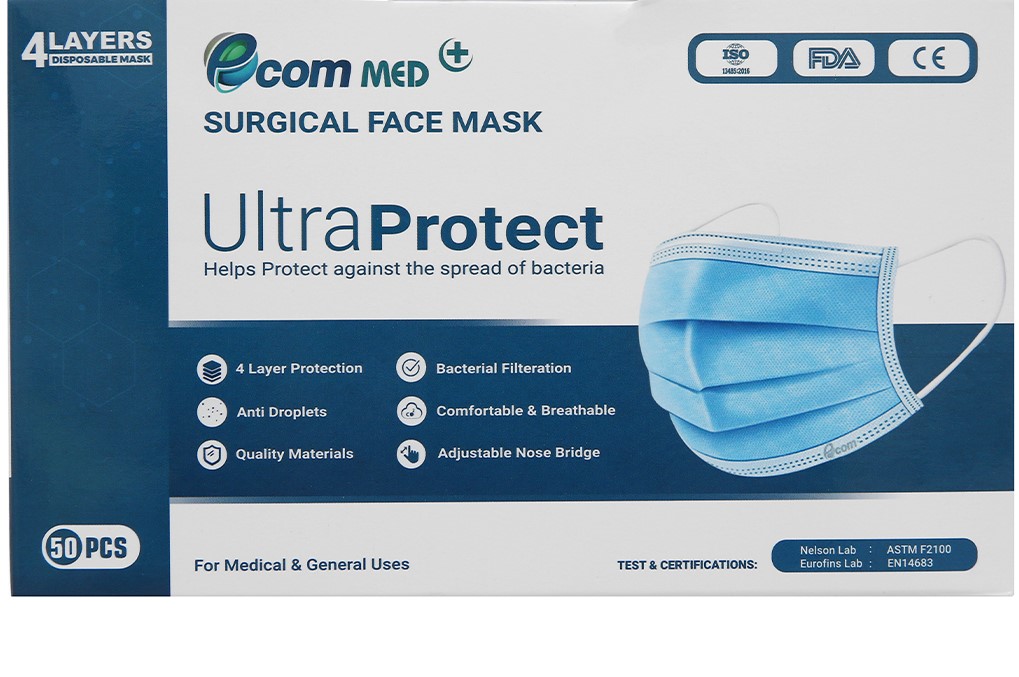 4 LAYERS
DISPOSABLE MASK
ecom MED
SURGICAL FACE MASK
ISO
13485:2016
FDA
CE
UltraProtect
Helps Protect against the spread of bacteria
4 Layer Protection
Bacterial Filteration
Anti Droplets
Comfortable & Breathable
Quality Materials
Adjustable Nose Bridge
ecom
50 PCS
For Medical & General Uses
TEST & CERTIFICATIONS:
Nelson Lab : ASTM F2100
Eurofins Lab : EN14683